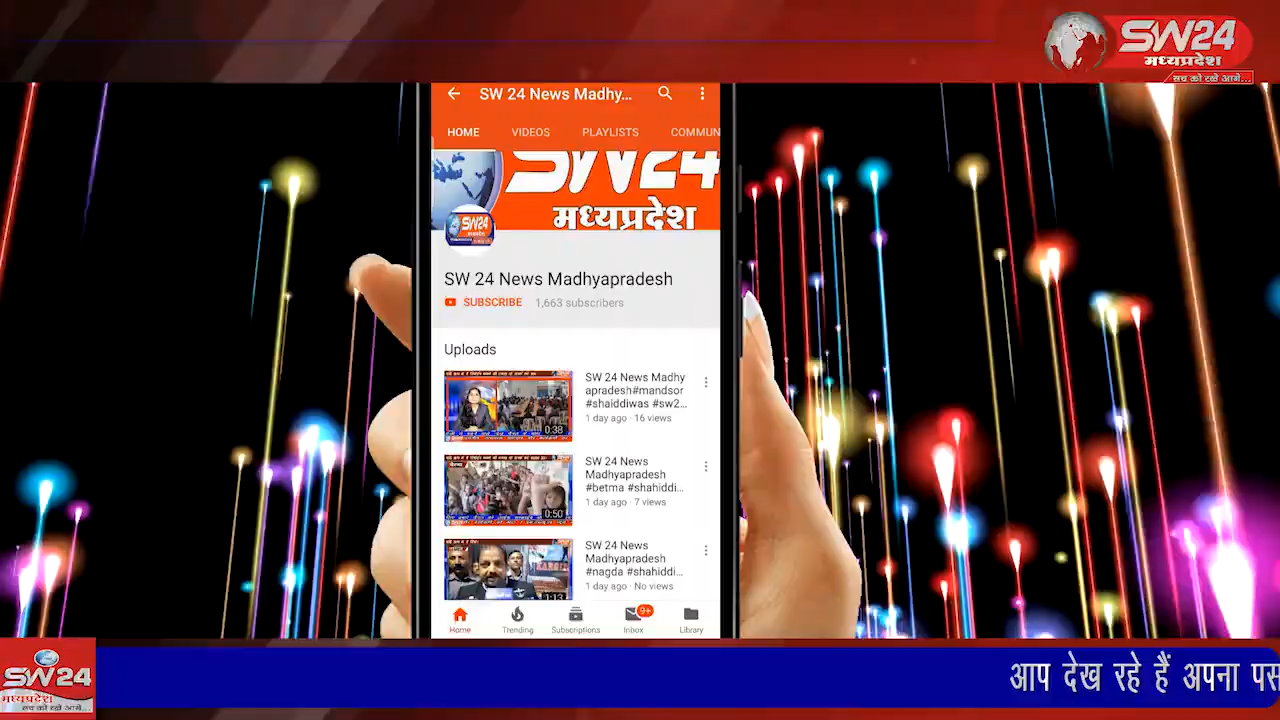 SW24
मध्यप्रदेश
सच को रखे आगे...
SW 24 News Madhy...
HOME VIDEOS PLAYLISTS COMMUN
SW24
मध्यप्रदेश
SW24
SW 24 News Madhyapradesh
SUBSCRIBE 1,663 subscribers
Uploads
SW 24 News Madhy
apradesh#mandsor
#shaiddiwas #sw2...
1 day ago · 16 views
0:38
SW 24 News
Madhyapradesh
#betma #shahiddi...
1 day ago · 7 views
0:50
SW 24 News
Madhyapradesh
#nagda #shahiddi...
1 day ago · No views
1:13
Home Trending Subscriptions Inbox 9+ Library
SW24
मध्यप्रदेश
सच को रखे आगे...
आप देख रहे हैं अपना पस